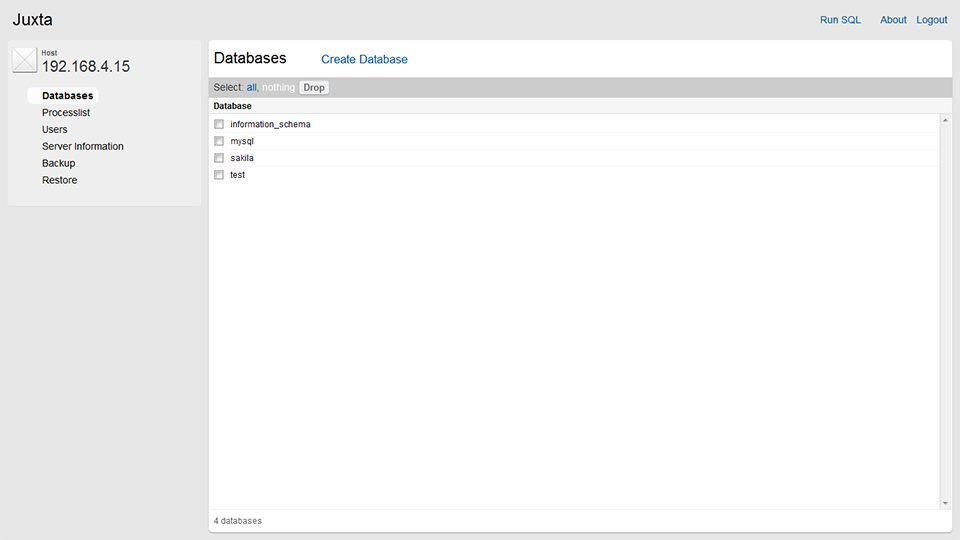 Juxta
Run SQL About Logout
Host
192.168.4.15
Databases
Processlist
Users
Server Information
Backup
Restore
Databases Create Database
Select: all, nothing Drop
Database
information_schema
mysql
sakila
test
4 databases